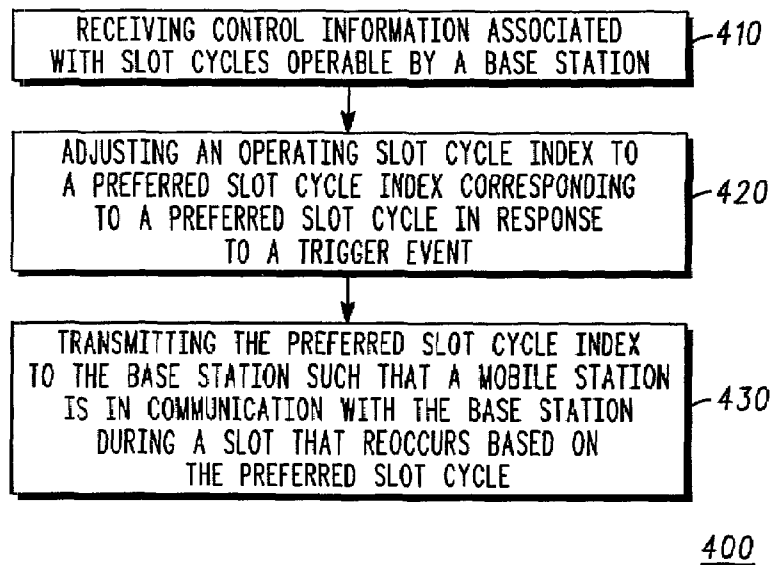 RECEIVING CONTROL INFORMATION ASSOCIATED
WITH SLOT CYCLES OPERABLE BY A BASE STATION
410
ADJUSTING AN OPERATING SLOT CYCLE INDEX TO
A PREFERRED SLOT CYCLE INDEX CORRESPONDING
TO A PREFERRED SLOT CYCLE IN RESPONSE
TO A TRIGGER EVENT
420
TRANSMITTING THE PREFERRED SLOT CYCLE INDEX
TO THE BASE STATION SUCH THAT A MOBILE STATION
IS IN COMMUNICATION WITH THE BASE STATION
DURING A SLOT THAT REOCCURS BASED ON
THE PREFERRED SLOT CYCLE.
430
400